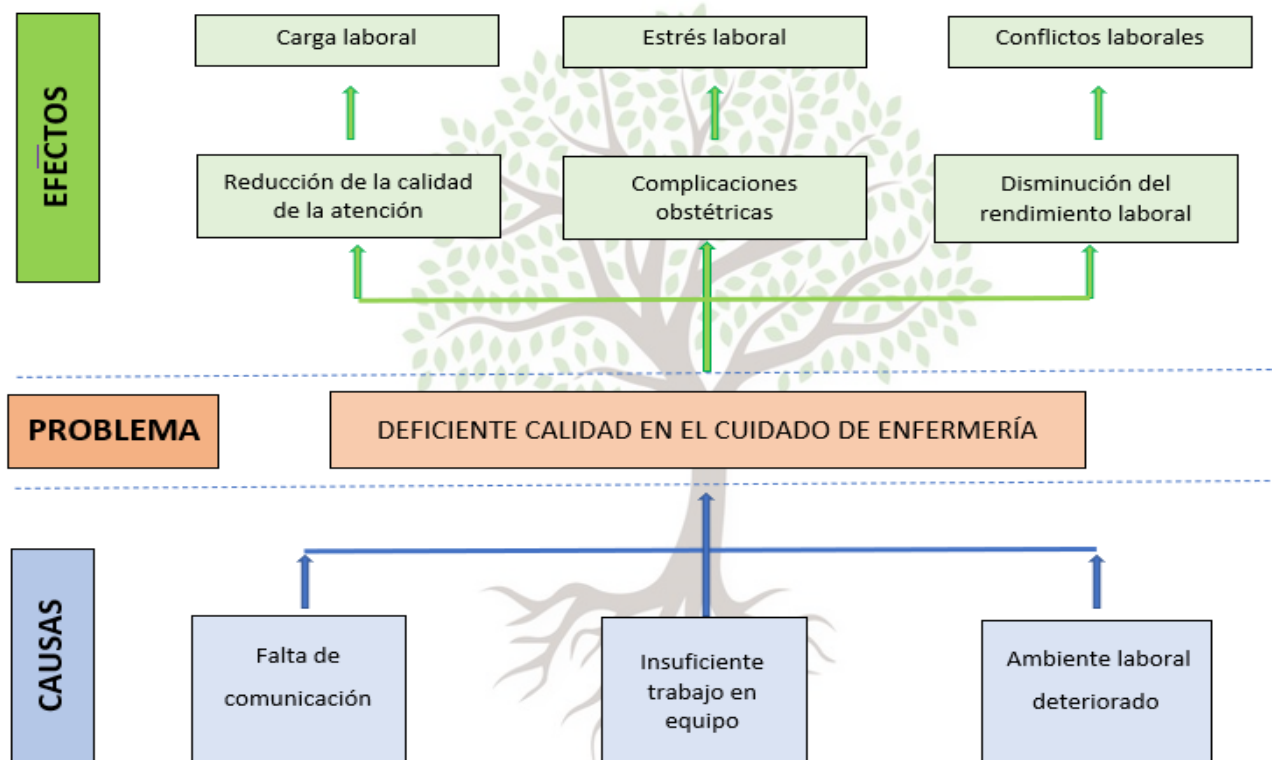 EFECTOS
Carga laboral
Estrés laboral
Conflictos laborales
Reducción de la calidad
de la atención
Complicaciones
obstétricas
Disminución del
rendimiento laboral
PROBLEMA
DEFICIENTE CALIDAD EN EL CUIDADO DE ENFERMERÍA
CAUSAS
Falta de
comunicación
Insuficiente
trabajo en
equipo
Ambiente laboral
deteriorado